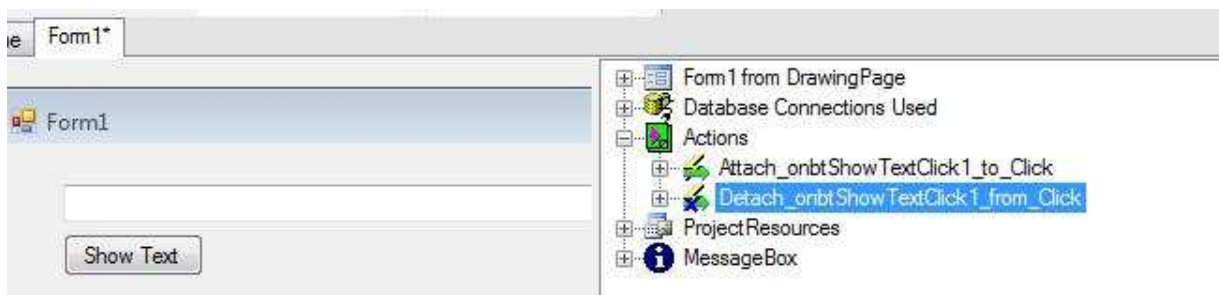 Form1*
Form1
Show Text
Form1 from DrawingPage
Database Connections Used
Actions
Attach_onbtShowTextClick1_to_Click
Detach_onbtShowTextClick1_from_Click
ProjectResources
MessageBox